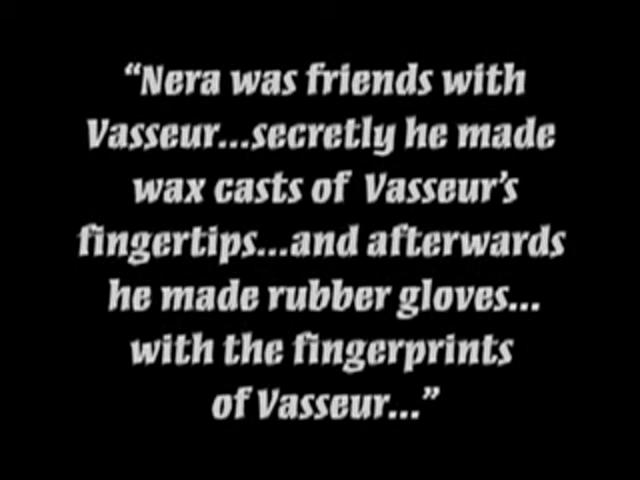 “Nera was friends with
Vasseur...secretly he made
wax casts of Vasseur’s
fingertips...and afterwards
he made rubber gloves...
with the fingerprints
of Vasseur...”